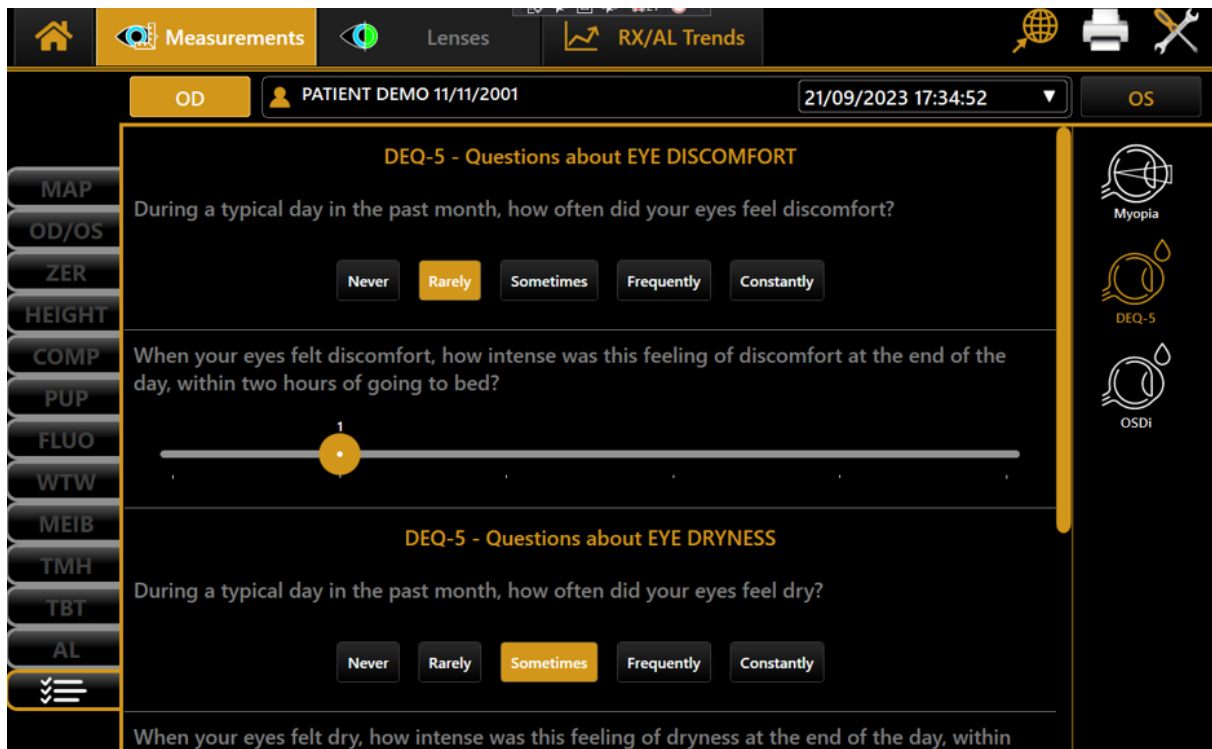 Measurements
Lenses
RX/AL Trends
OD
PATIENT DEMO 11/11/2001
21/09/2023 17:34:52
OS
MAP
OD/OS
ZER
HEIGHT
COMP
PUP
FLUO
WTW
MEIB
TMH
TBT
AL
DEQ-5 - Questions about EYE DISCOMFORT
During a typical day in the past month, how often did your eyes feel discomfort?
Never Rarely Sometimes Frequently Constantly
When your eyes felt discomfort, how intense was this feeling of discomfort at the end of the
day, within two hours of going to bed?
1
DEQ-5 - Questions about EYE DRYNESS
During a typical day in the past month, how often did your eyes feel dry?
Never Rarely Sometimes Frequently Constantly
When your eyes felt dry, how intense was this feeling of dryness at the end of the day, within
Myopia
DEQ-5
OSDi